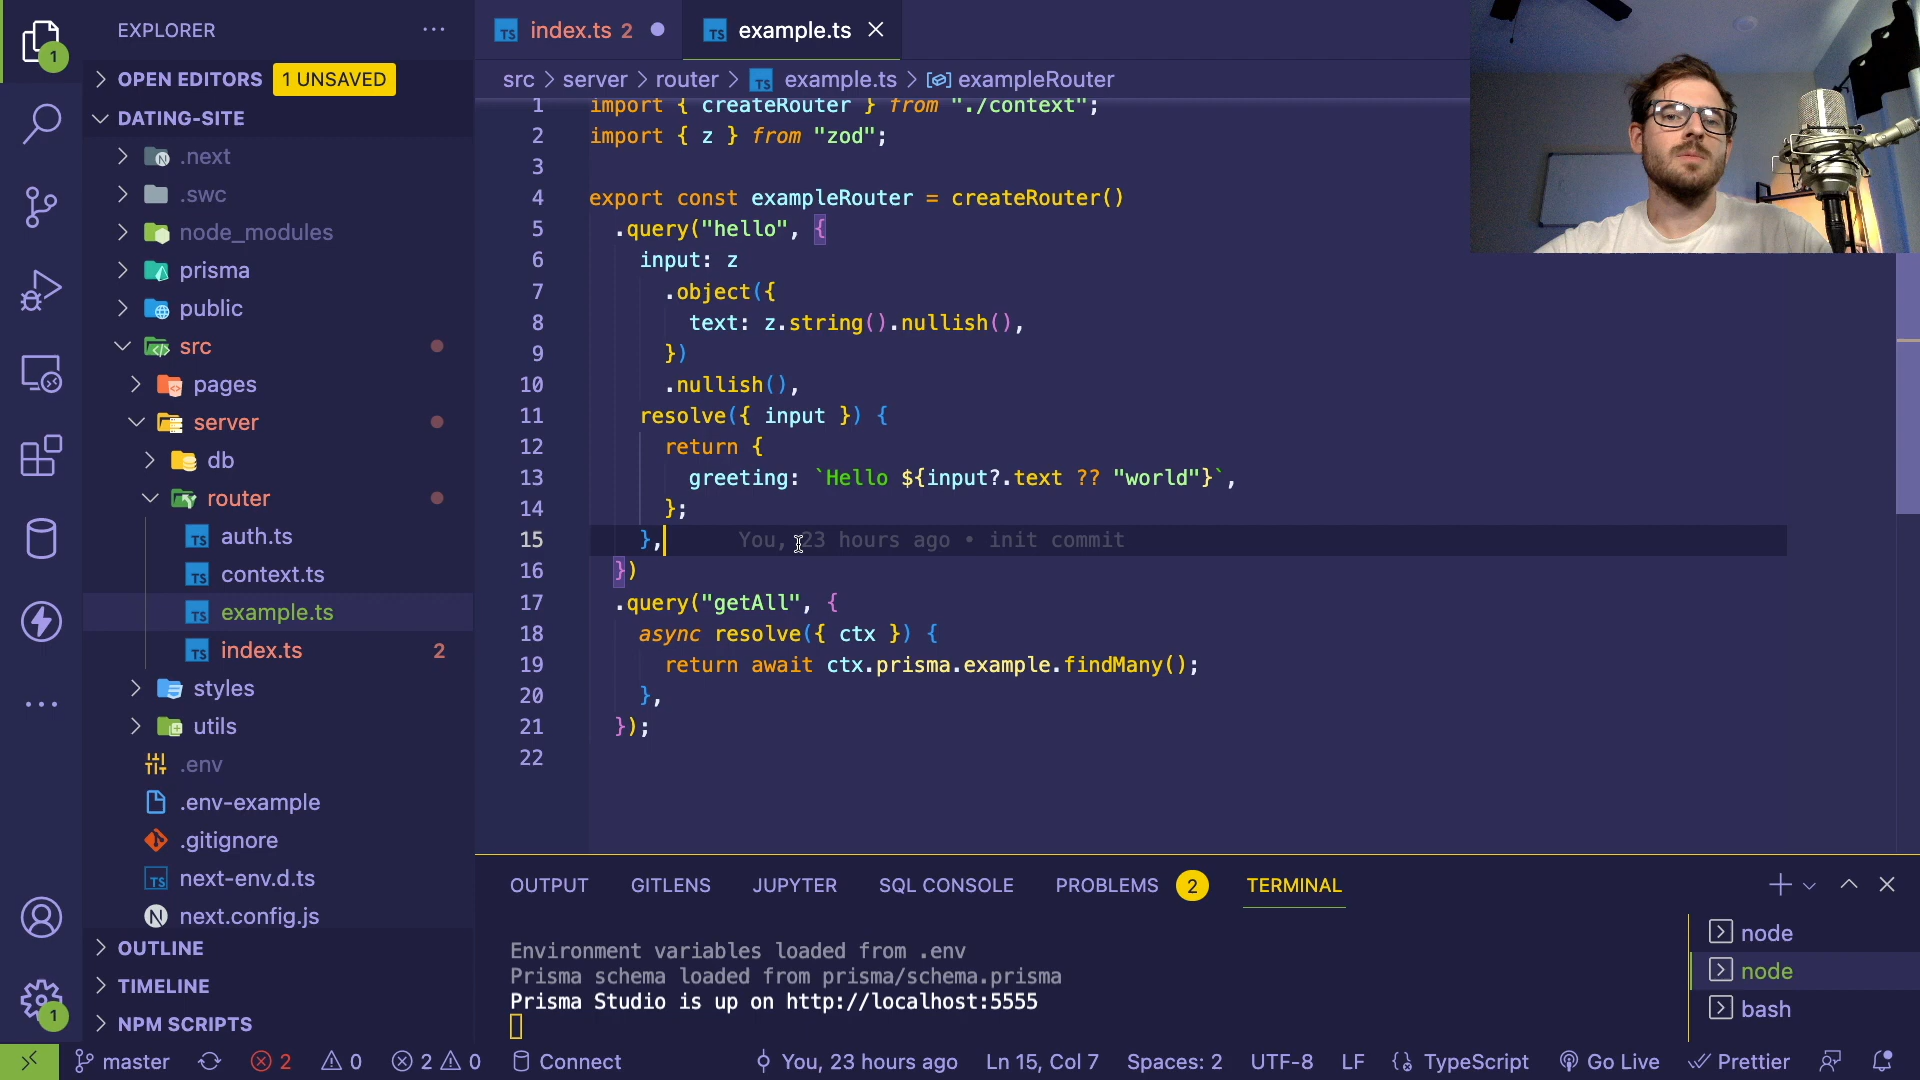 EXPLORER
OPEN EDITORS 1 UNSAVED
DATING-SITE
.next
.swc
node_modules
prisma
public
src
pages
server
db
router
auth.ts
context.ts
example.ts
index.ts 2
styles
utils
.env
.env-example
.gitignore
next-env.d.ts
next.config.js
OUTLINE
TIMELINE
NPM SCRIPTS
index.ts 2
example.ts
src > server > router > example.ts > exampleRouter
1 import { createRouter } from "./context";
2 import { z } from "zod";
3
4 export const exampleRouter = createRouter()
5 .query("hello", {
6 input: z
7 .object({
8 text: z.string().nullish(),
9 })
10 .nullish(),
11 resolve({ input }) {
12 return {
13 greeting: `Hello ${input?.text ?? "world"}`,
14 };
15 }, You, 23 hours ago • init commit
16 })
17 .query("getAll", {
18 async resolve({ ctx }) {
19 return await ctx.prisma.example.findMany();
20 },
21 });
22
OUTPUT GITLENS JUPYTER SQL CONSOLE PROBLEMS 2 TERMINAL
Environment variables loaded from .env
Prisma schema loaded from prisma/schema.prisma
Prisma Studio is up on http://localhost:5555
node
node
bash
1
1
master 2 0 2 0 Connect You, 23 hours ago Ln 15, Col 7 Spaces: 2 UTF-8 LF {} TypeScript Go Live Prettier